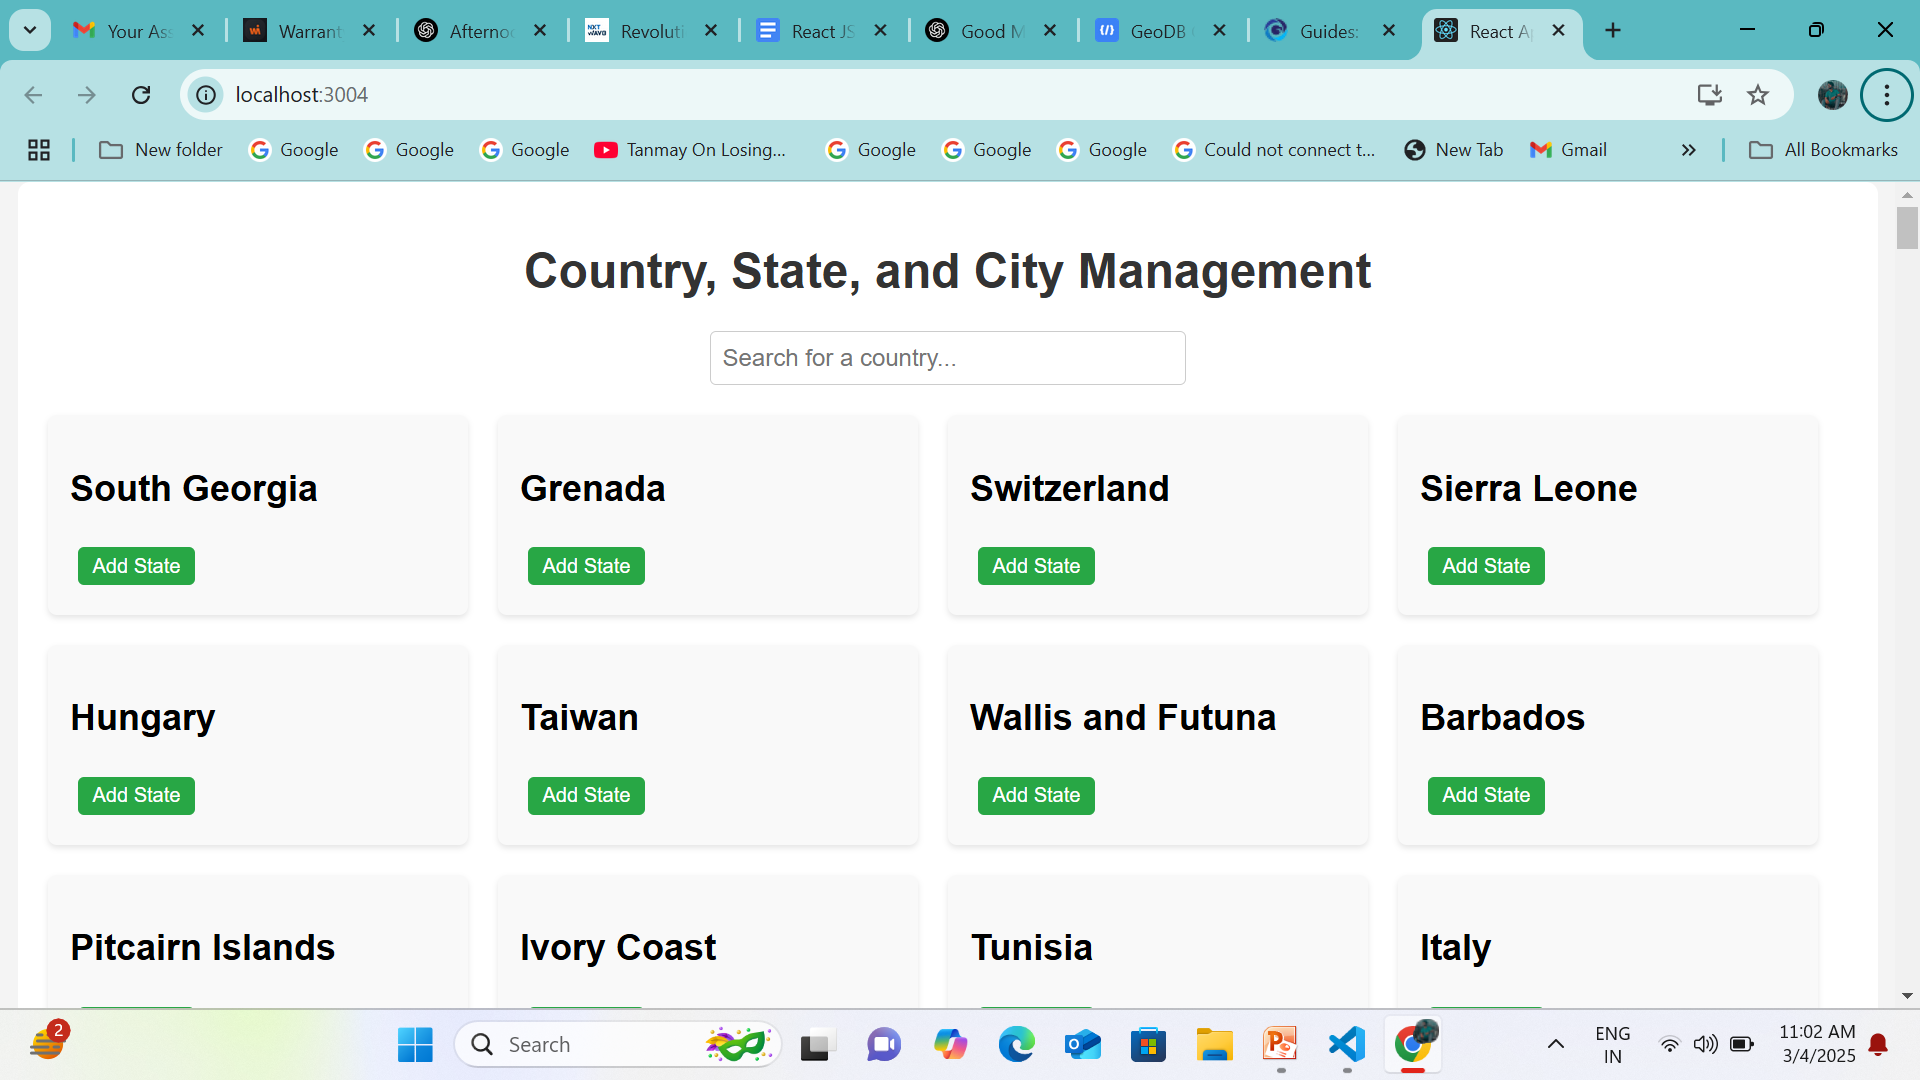 Your Ass
Warrant
Afternoo
Revoluti
React JS
Good M
GeoDB
Guides:
React Ap
localhost:3004
New folder
Google
Google
Google
Tanmay On Losing...
Google
Google
Google
Could not connect t...
New Tab
Gmail
All Bookmarks
Country, State, and City Management
Search for a country...
South Georgia
Grenada
Switzerland
Sierra Leone
Add State
Add State
Add State
Add State
Hungary
Taiwan
Wallis and Futuna
Barbados
Add State
Add State
Add State
Add State
Pitcairn Islands
Ivory Coast
Tunisia
Italy
2
Search
ENG
IN
11:02 AM
3/4/2025